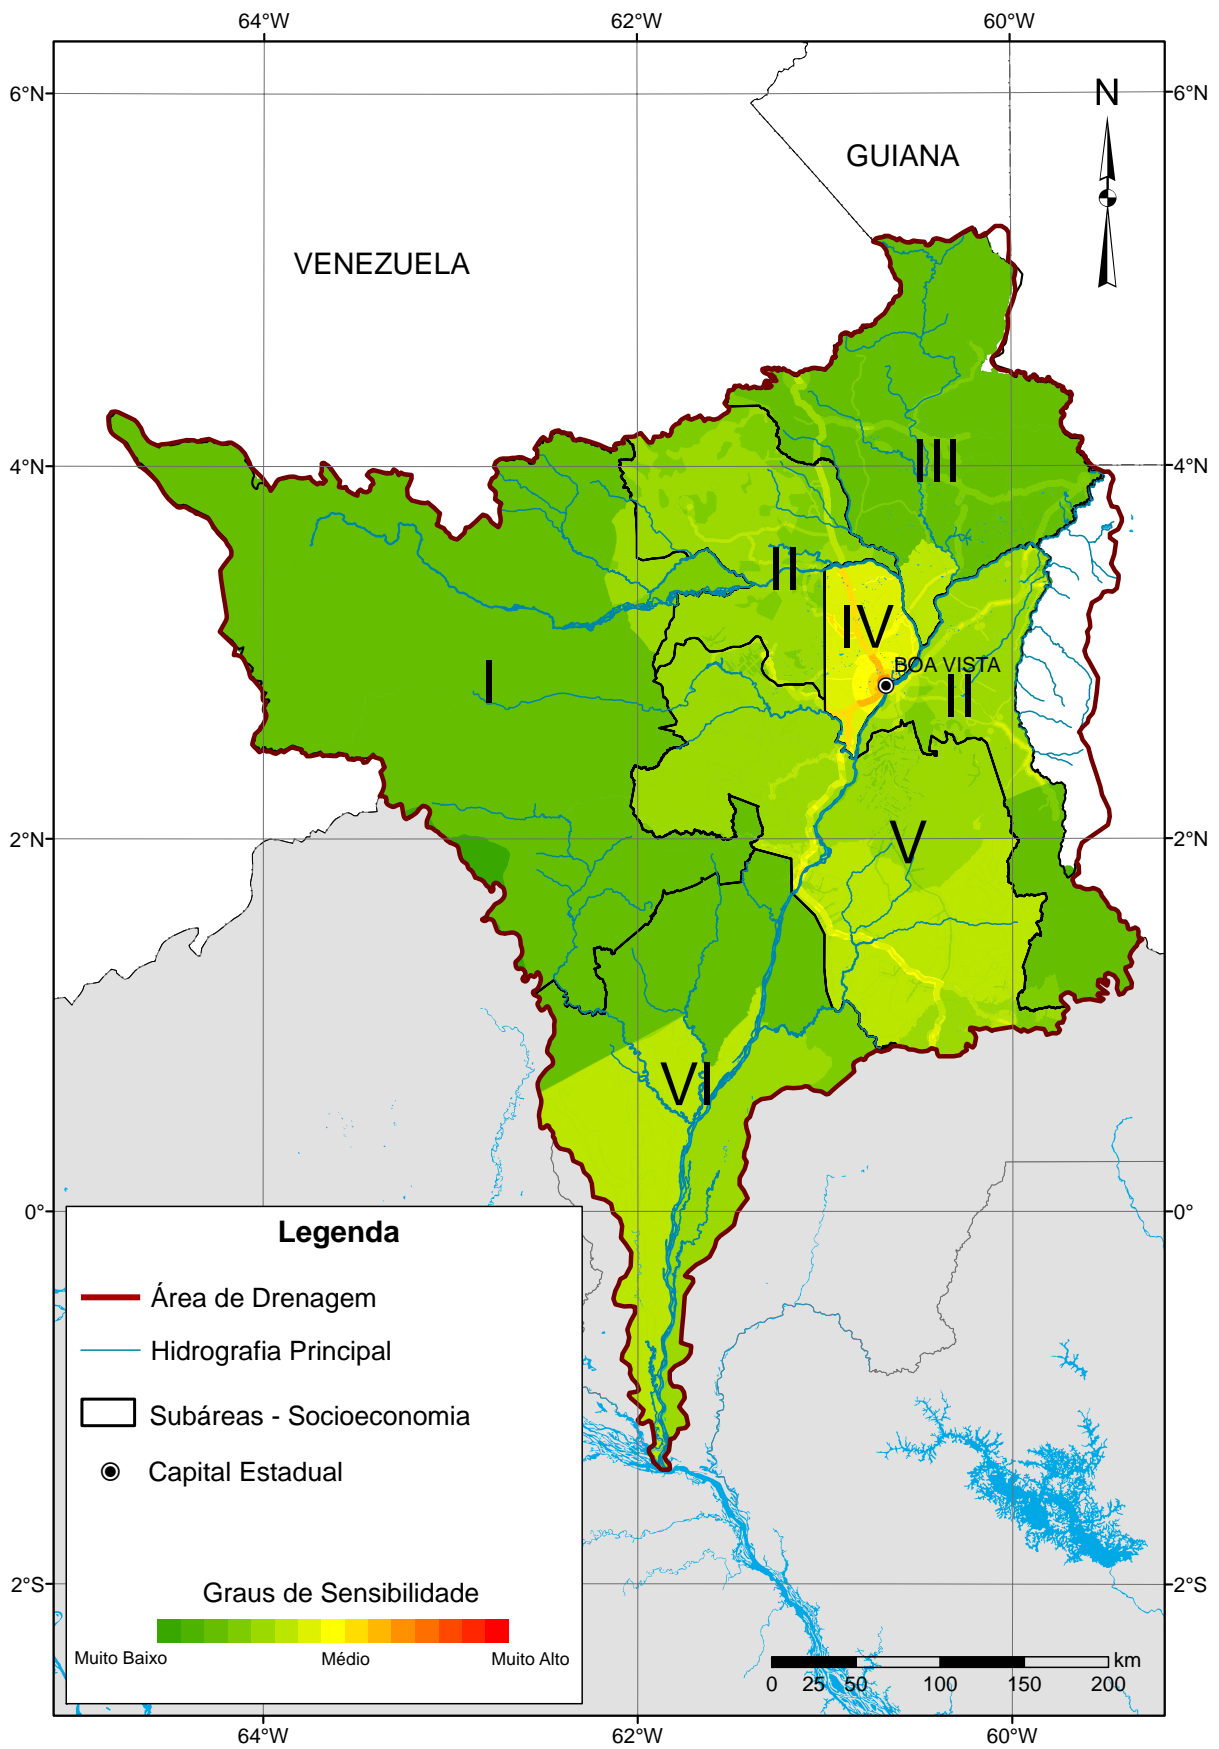 64°W 62°W 60°W
6°N 6°N
N
GUIANA
VENEZUELA
4°N 4°N
III
II
IV
BOA VISTA
I
II
2°N 2°N
V
VI
0° 0°
Legenda
Área de Drenagem
Hidrografia Principal
Subáreas - Socioeconomia
Capital Estadual
2°S 2°S
Graus de Sensibilidade
Muito Baixo Médio Muito Alto
km
0 25 50 100 150 200
64°W 62°W 60°W